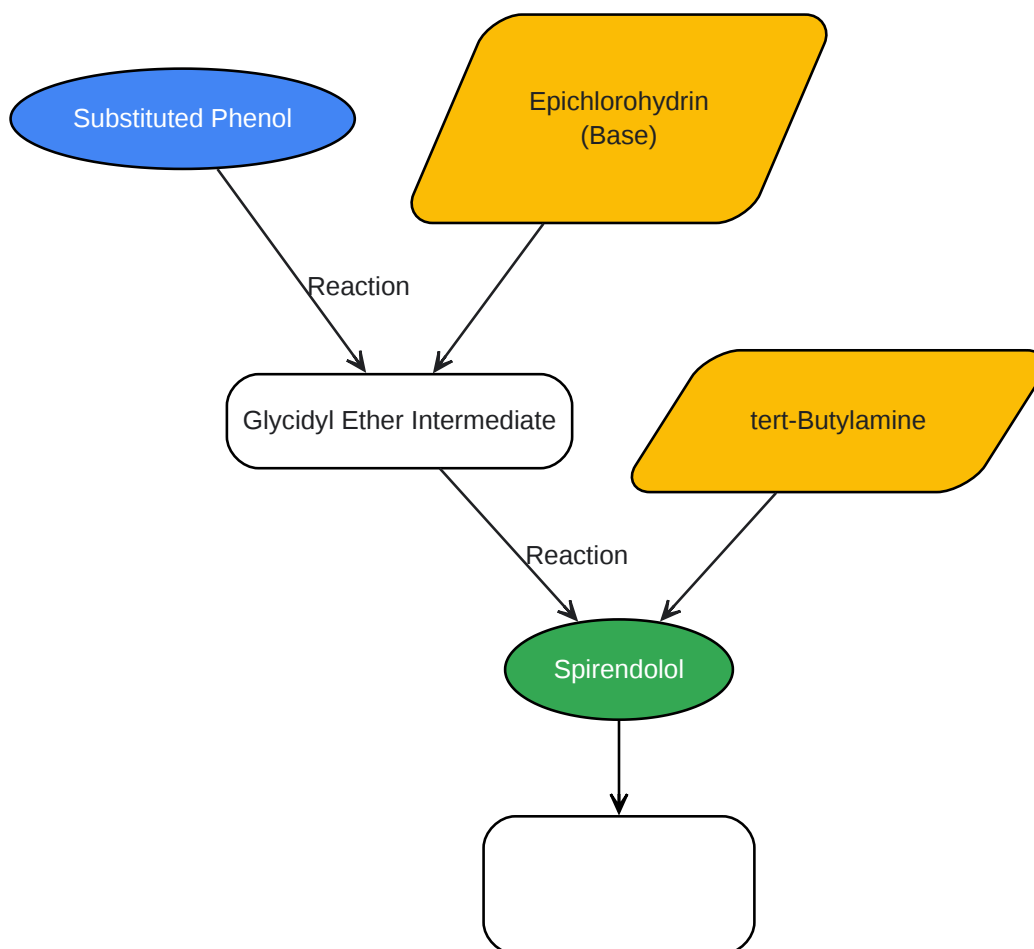 Substituted Phenol
Epichlorohydrin
(Base)
Reaction
Glycidyl Ether Intermediate
tert-Butylamine
Reaction
Spirendolol